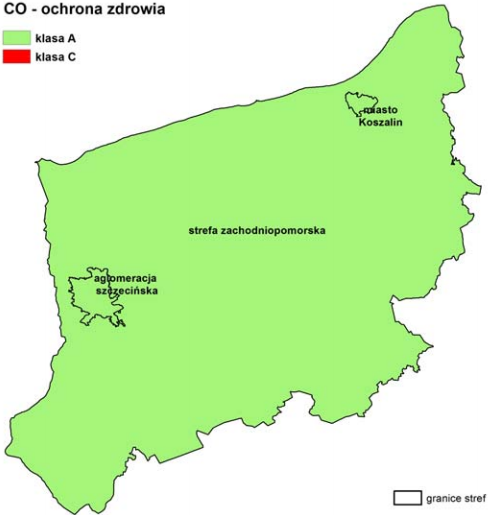 CO - ochrona zdrowia
klasa A
klasa C
miasto
Koszalin
strefa zachodniopomorska
aglomeracja
szczecińska
granice stref